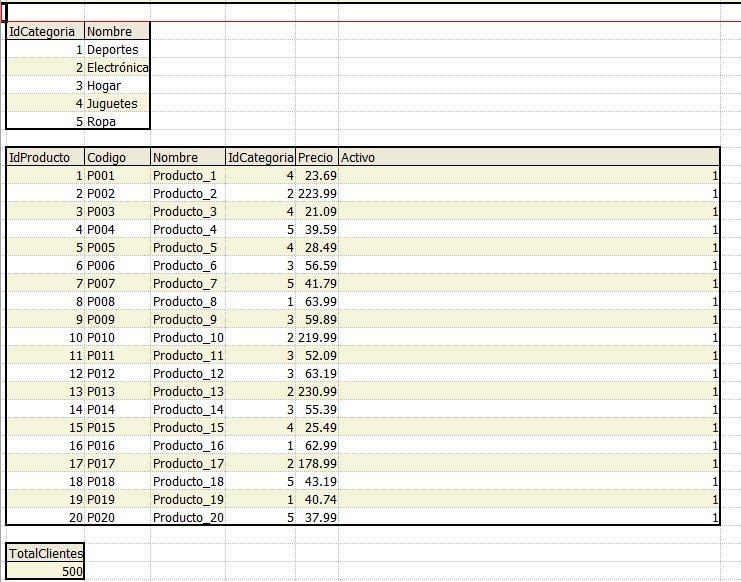 IdCategoria Nombre
1 Deportes
2 Electrónica
3 Hogar
4 Juguetes
5 Ropa
IdProducto Codigo Nombre IdCategoria Precio Activo
1 P001 Producto_1 4 23.69 1
2 P002 Producto_2 2 223.99 1
3 P003 Producto_3 4 21.09 1
4 P004 Producto_4 5 39.59 1
5 P005 Producto_5 4 28.49 1
6 P006 Producto_6 3 56.59 1
7 P007 Producto_7 5 41.79 1
8 P008 Producto_8 1 63.99 1
9 P009 Producto_9 3 59.89 1
10 P010 Producto_10 2 219.99 1
11 P011 Producto_11 3 52.09 1
12 P012 Producto_12 3 63.19 1
13 P013 Producto_13 2 230.99 1
14 P014 Producto_14 3 55.39 1
15 P015 Producto_15 4 25.49 1
16 P016 Producto_16 1 62.99 1
17 P017 Producto_17 2 178.99 1
18 P018 Producto_18 5 43.19 1
19 P019 Producto_19 1 40.74 1
20 P020 Producto_20 5 37.99 1
TotalClientes
500